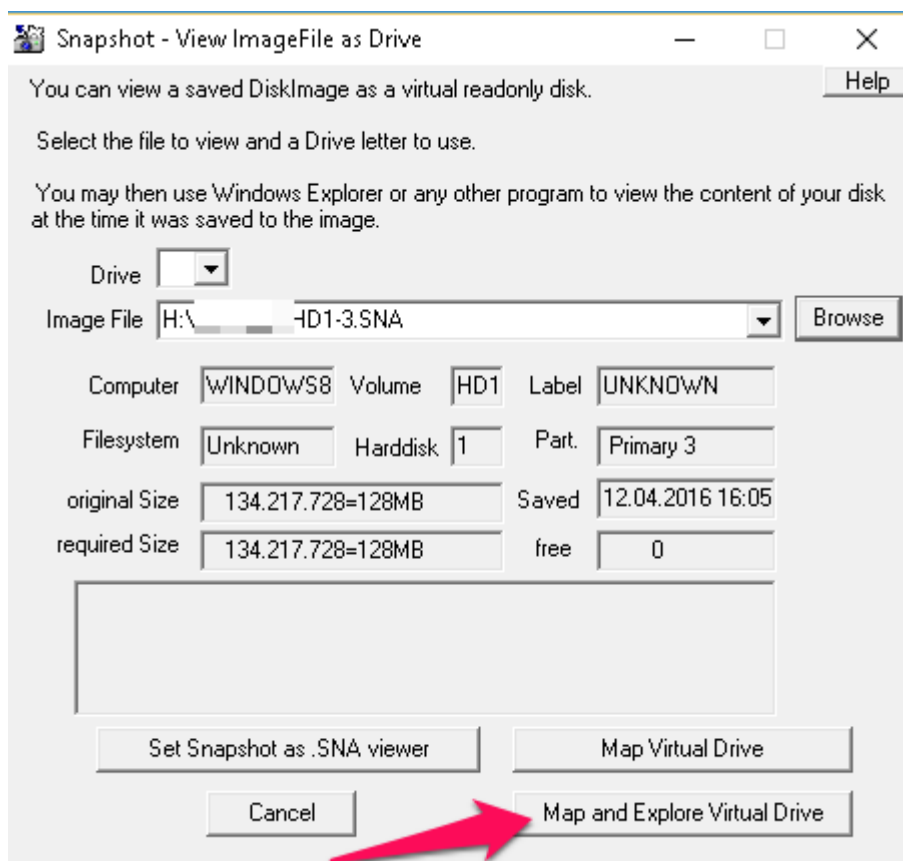 Snapshot - View ImageFile as Drive
Help
You can view a saved DiskImage as a virtual readonly disk.
Select the file to view and a Drive letter to use.
You may then use Windows Explorer or any other program to view the content of your disk
at the time it was saved to the image.
Drive
Image File H:\ HD1-3.SNA Browse
Computer WINDOWS8 Volume HD1 Label UNKNOWN
Filesystem Unknown Harddisk 1 Part. Primary 3
original Size 134.217.728=128MB Saved 12.04.2016 16:05
required Size 134.217.728=128MB free 0
Set Snapshot as .SNA viewer Map Virtual Drive
Cancel Map and Explore Virtual Drive